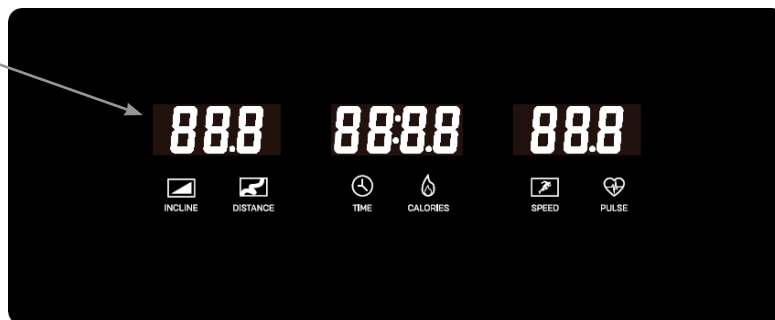 88.8 88:8.8 88.8
INCLINE DISTANCE TIME CALORIES SPEED PULSE